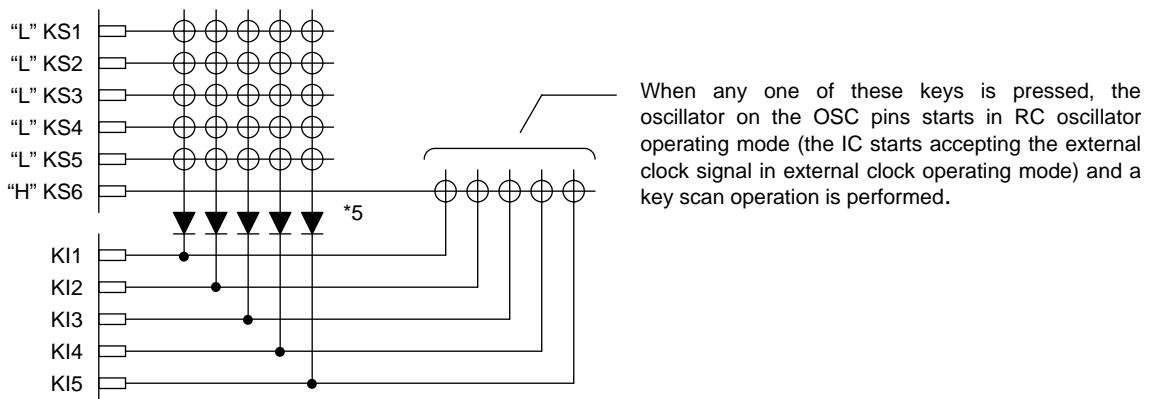 “L” KS1
“L” KS2
“L” KS3
“L” KS4
“L” KS5
“H” KS6
*5
KI1
KI2
KI3
KI4
KI5
When any one of these keys is pressed, the
oscillator on the OSC pins starts in RC oscillator
operating mode (the IC starts accepting the external
clock signal in external clock operating mode) and a
key scan operation is performed.